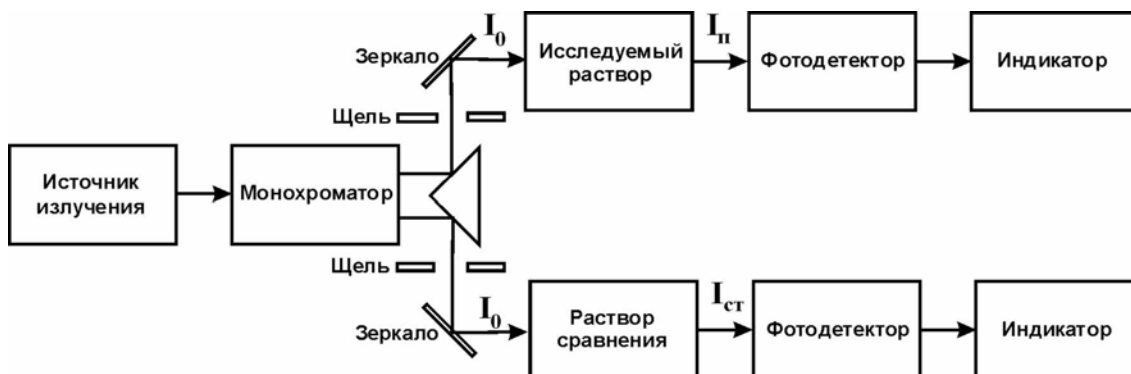 I₀
Iп
Зеркало
Исследуемый
раствор
Фотодетектор
Индикатор
Щель
Источник
излучения
Монохроматор
Щель
I₀
Iст
Зеркало
Раствор
сравнения
Фотодетектор
Индикатор